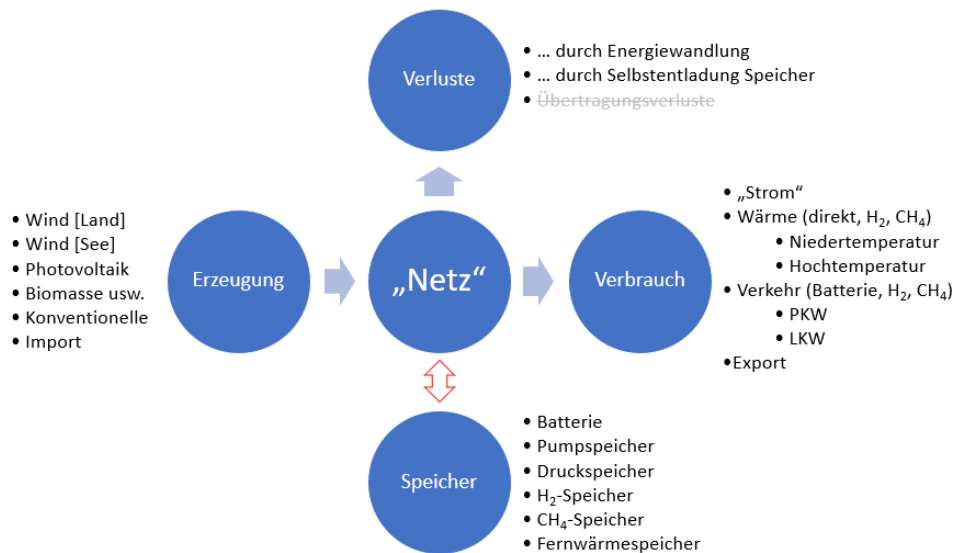 Verluste
• ... durch Energiewandlung
• ... durch Selbstentladung Speicher
• Übertragungsverluste
• Wind [Land]
• Wind [See]
• Photovoltaik
• Biomasse usw.
• Konventionelle
• Import
Erzeugung
„Netz“
Verbrauch
• „Strom“
• Wärme (direkt, H₂, CH₄)
• Niedertemperatur
• Hochtemperatur
• Verkehr (Batterie, H₂, CH₄)
• PKW
• LKW
•Export
Speicher
• Batterie
• Pumpspeicher
• Druckspeicher
• H₂-Speicher
• CH₄-Speicher
• Fernwärmespeicher